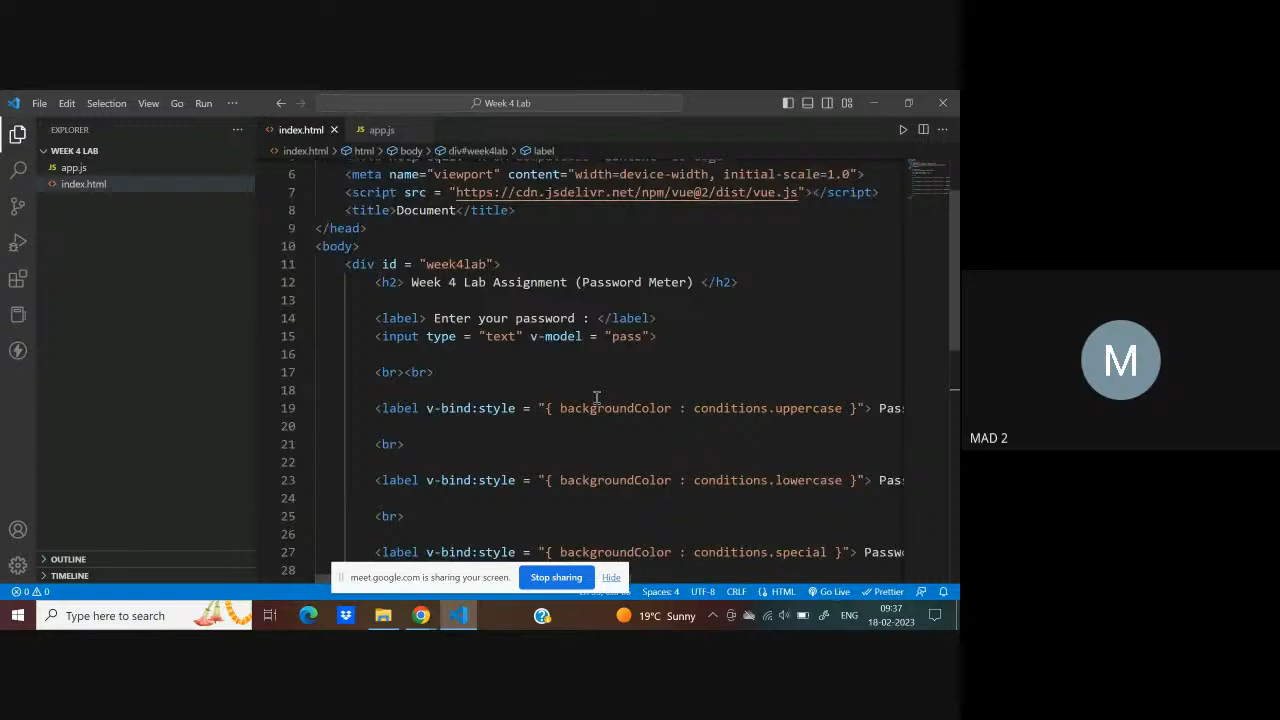 File Edit Selection View Go Run ··· Week 4 Lab
EXPLORER
WEEK 4 LAB
app.js
index.html
OUTLINE
TIMELINE
index.html app.js
index.html > html > body > div#week4lab > label
6 <meta name="viewport" content="width=device-width, initial-scale=1.0">
7 <script src = "https://cdn.jsdelivr.net/npm/vue@2/dist/vue.js"></script>
8 <title>Document</title>
9 </head>
10 <body>
11 <div id = "week4lab">
12 <h2> Week 4 Lab Assignment (Password Meter) </h2>
13
14 <label> Enter your password : </label>
15 <input type = "text" v-model = "pass">
16
17 <br><br>
18
19 <label v-bind:style = "{ backgroundColor : conditions.uppercase }"> Pass
20
21 <br>
22
23 <label v-bind:style = "{ backgroundColor : conditions.lowercase }"> Pass
24
25 <br>
26
27 <label v-bind:style = "{ backgroundColor : conditions.special }"> Passw
28
meet.google.com is sharing your screen. Stop sharing Hide
0 0 Spaces: 4 UTF-8 CRLF HTML Go Live Prettier
Type here to search
19°C Sunny ENG
09:37
18-02-2023
M
MAD 2